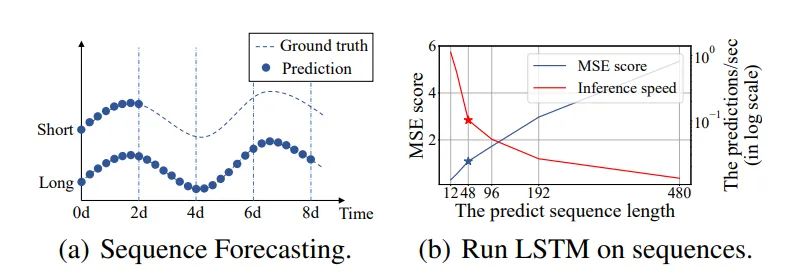 Ground truth
Prediction
Short
Long
0d 2d 4d 6d 8d Time
(a) Sequence Forecasting.
6
4
2
MSE score
MSE score
Inference speed
10^0
10^-1
The predictions/sec
(in log scale)
12 48 96 192 480
The predict sequence length
(b) Run LSTM on sequences.